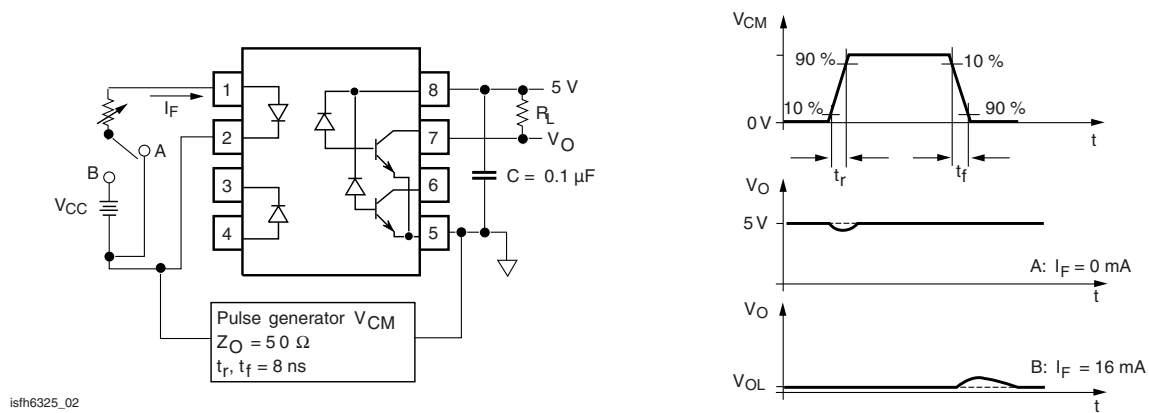 1
2
3
4
8
7
6
5
I_F
A
B
V_CC
5 V
R_L
V_O
C = 0.1 µF
Pulse generator V_CM
Z_O = 50 Ω
t_r, t_f = 8 ns
isfh6325_02
V_CM
90 %
10 %
10 %
90 %
0 V
t
t_r
t_f
V_O
5 V
A: I_F = 0 mA
t
V_O
V_OL
B: I_F = 16 mA
t